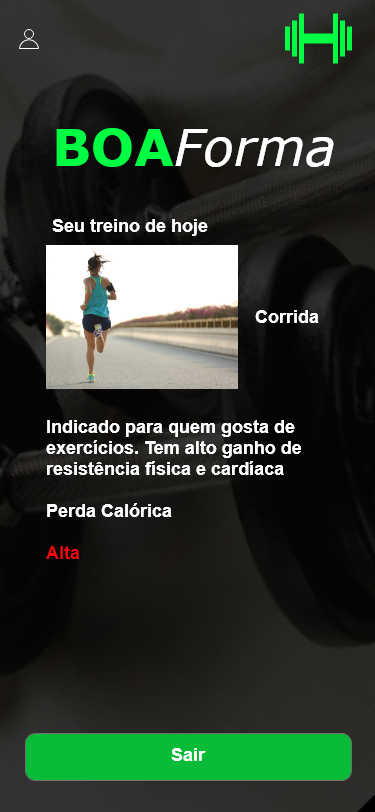 BOAForma
Seu treino de hoje
Corrida
Indicado para quem gosta de
exercícios. Tem alto ganho de
resistência física e cardíaca
Perda Calórica
Alta
Sair